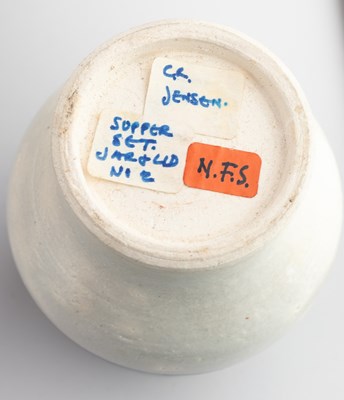 C.R.
JENSEN.
SUPPER
SET.
JAR & LID
No 2
N.F.S.